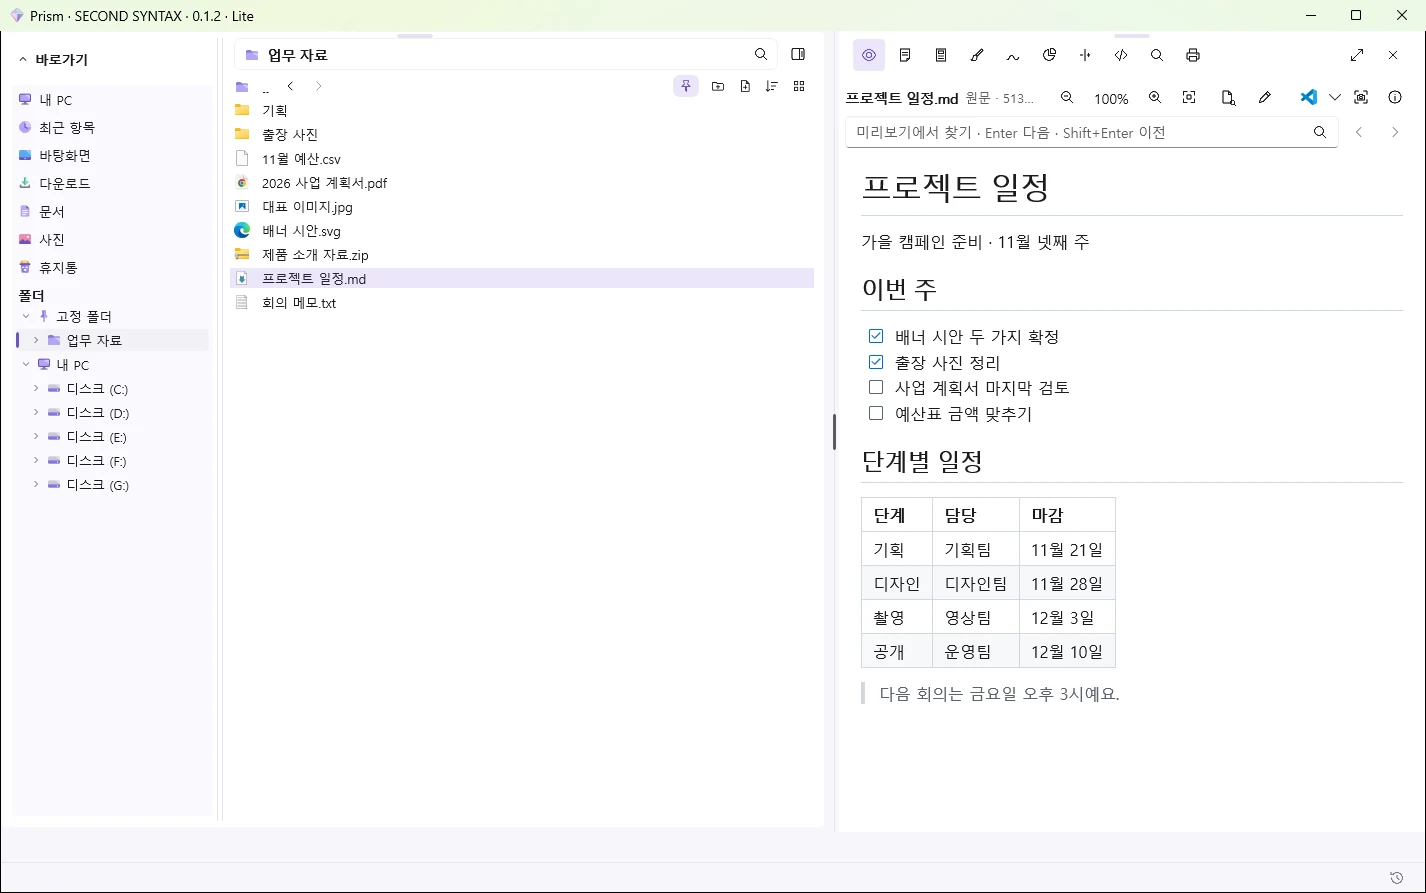 Prism · SECOND SYNTAX · 0.1.2 · Lite
바로가기
내 PC
최근 항목
바탕화면
다운로드
문서
사진
휴지통
폴더
고정 폴더
업무 자료
내 PC
디스크 (C:)
디스크 (D:)
디스크 (E:)
디스크 (F:)
디스크 (G:)
업무 자료
..
기획
출장 사진
11월 예산.csv
2026 사업 계획서.pdf
대표 이미지.jpg
배너 시안.svg
제품 소개 자료.zip
프로젝트 일정.md
회의 메모.txt
프로젝트 일정.md 원문 · 513... 100%
미리보기에서 찾기 · Enter 다음 · Shift+Enter 이전
프로젝트 일정
가을 캠페인 준비 · 11월 넷째 주
이번 주
배너 시안 두 가지 확정
출장 사진 정리
사업 계획서 마지막 검토
예산표 금액 맞추기
단계별 일정
단계 담당 마감
기획 기획팀 11월 21일
디자인 디자인팀 11월 28일
촬영 영상팀 12월 3일
공개 운영팀 12월 10일
다음 회의는 금요일 오후 3시예요.